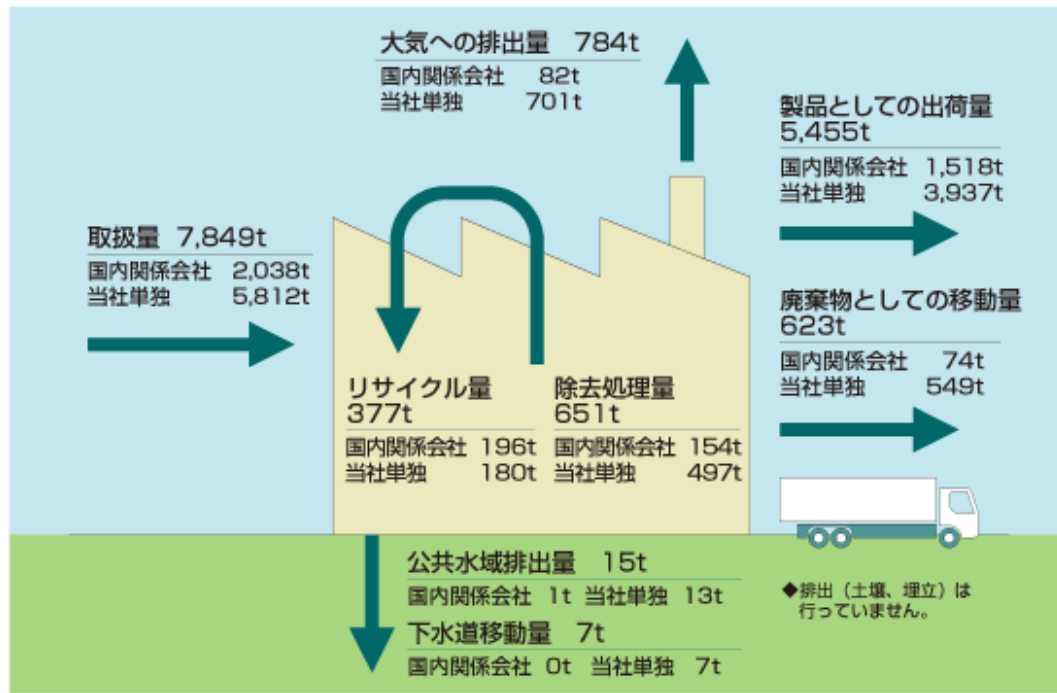 大気への排出量 784t
国内関係会社 82t
当社単独 701t
製品としての出荷量
5,455t
国内関係会社 1,518t
当社単独 3,937t
取扱量 7,849t
国内関係会社 2,038t
当社単独 5,812t
廃棄物としての移動量
623t
国内関係会社 74t
当社単独 549t
リサイクル量
377t
国内関係会社 196t
当社単独 180t
除去処理量
651t
国内関係会社 154t
当社単独 497t
公共水域排出量 15t
国内関係会社 1t 当社単独 13t
下水道移動量 7t
国内関係会社 0t 当社単独 7t
◆排出（土壌、埋立）は
行っていません。